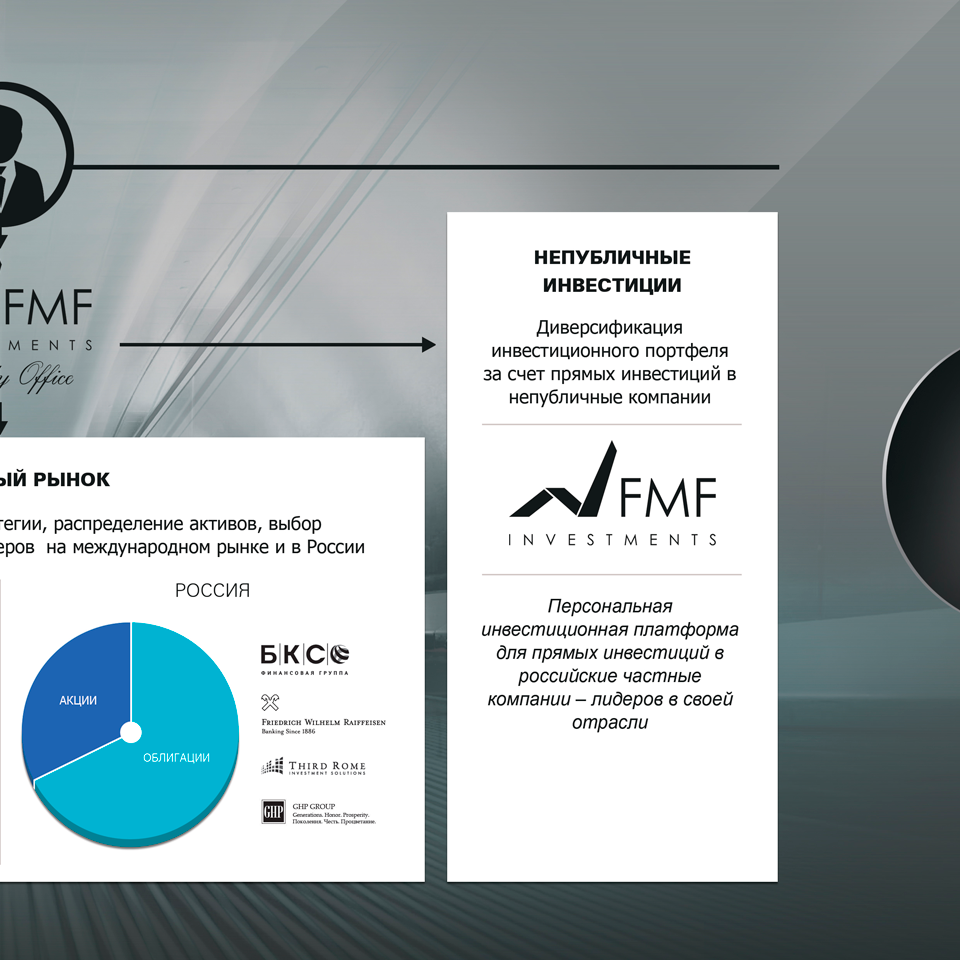 FMF
MENTS
y Office
НЕПУБЛИЧНЫЕ
ИНВЕСТИЦИИ
Диверсификация
инвестиционного портфеля
за счет прямых инвестиций в
непубличные компании
FMF
INVESTMENTS
Персональная
инвестиционная платформа
для прямых инвестиций в
российские частные
компании – лидеров в своей
отрасли
ЫЙ РЫНОК
тегии, распределение активов, выбор
еров на международном рынке и в России
РОССИЯ
АКЦИИ
ОБЛИГАЦИИ
БКС
ФИНАНСОВАЯ ГРУППА
FRIEDRICH WILHELM RAIFFEISEN
Banking Since 1886
THIRD ROME
INVESTMENT SOLUTIONS
GHP
GHP GROUP
Generations. Honor. Prosperity.
Поколения. Честь. Процветание.